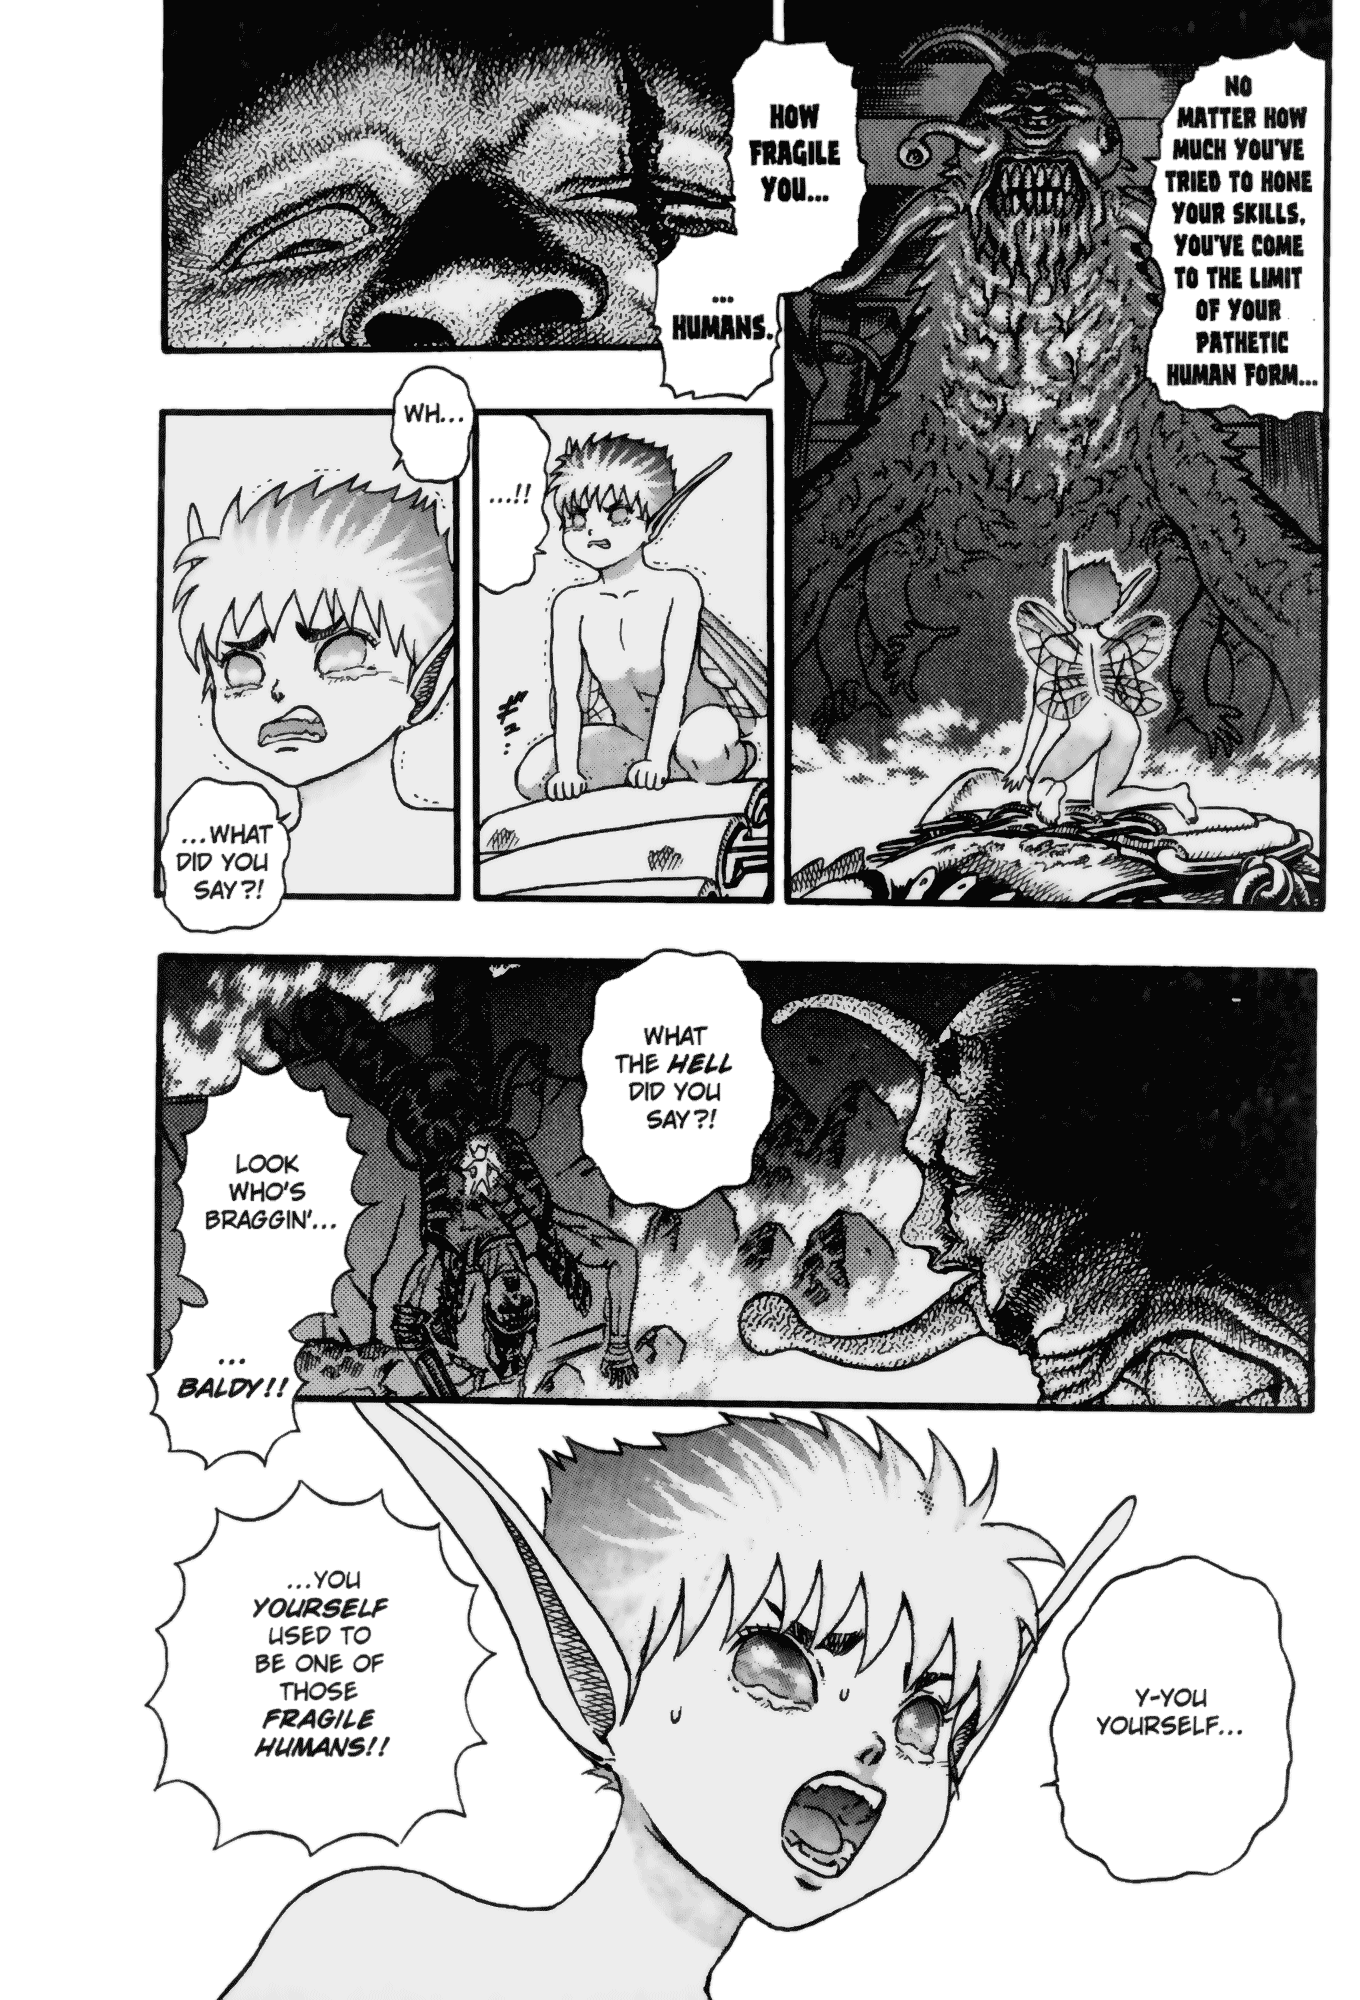 NO
MATTER HOW
MUCH YOU'VE
TRIED TO HONE
YOUR SKILLS,
YOU'VE COME
TO THE LIMIT
OF YOUR
PATHETIC
HUMAN FORM...
HOW
FRAGILE
YOU...
...
HUMANS.
...!!
ギュ..
WH...
...WHAT
DID YOU
SAY?!
WHAT
THE HELL
DID YOU
SAY?!
LOOK
WHO'S
BRAGGIN'...
...
BALDY!!
Y-YOU
YOURSELF...
...YOU
YOURSELF
USED TO
BE ONE OF
THOSE
FRAGILE
HUMANS!!